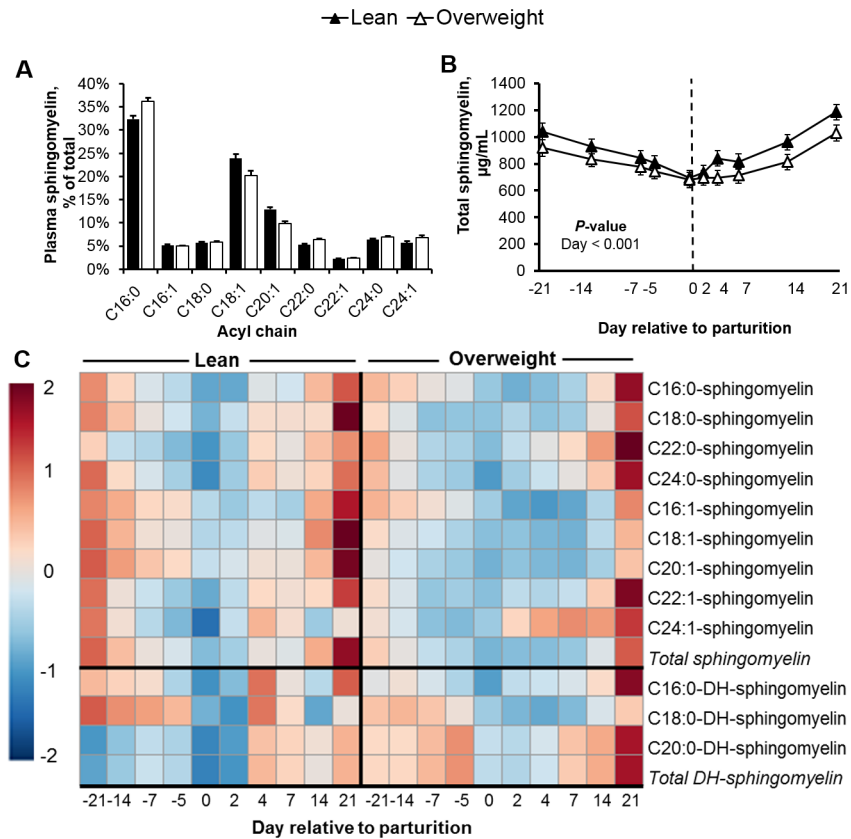 Lean Overweight
A
Plasma sphingomyelin,
% of total
40%
35%
30%
25%
20%
15%
10%
5%
0%
C16:0 C16:1 C18:0 C18:1 C20:1 C22:0 C22:1 C24:0 C24:1
Acyl chain
B
Total sphingomyelin,
µg/mL
1400
1200
1000
800
600
400
200
0
P-value
Day < 0.001
-21 -14 -7 -5 0 2 4 7 14 21
Day relative to parturition
C
Lean Overweight
2
1
0
-1
-2
C16:0-sphingomyelin
C18:0-sphingomyelin
C22:0-sphingomyelin
C24:0-sphingomyelin
C16:1-sphingomyelin
C18:1-sphingomyelin
C20:1-sphingomyelin
C22:1-sphingomyelin
C24:1-sphingomyelin
Total sphingomyelin
C16:0-DH-sphingomyelin
C18:0-DH-sphingomyelin
C20:0-DH-sphingomyelin
Total DH-sphingomyelin
-21 -14 -7 -5 0 2 4 7 14 21 -21 -14 -7 -5 0 2 4 7 14 21
Day relative to parturition